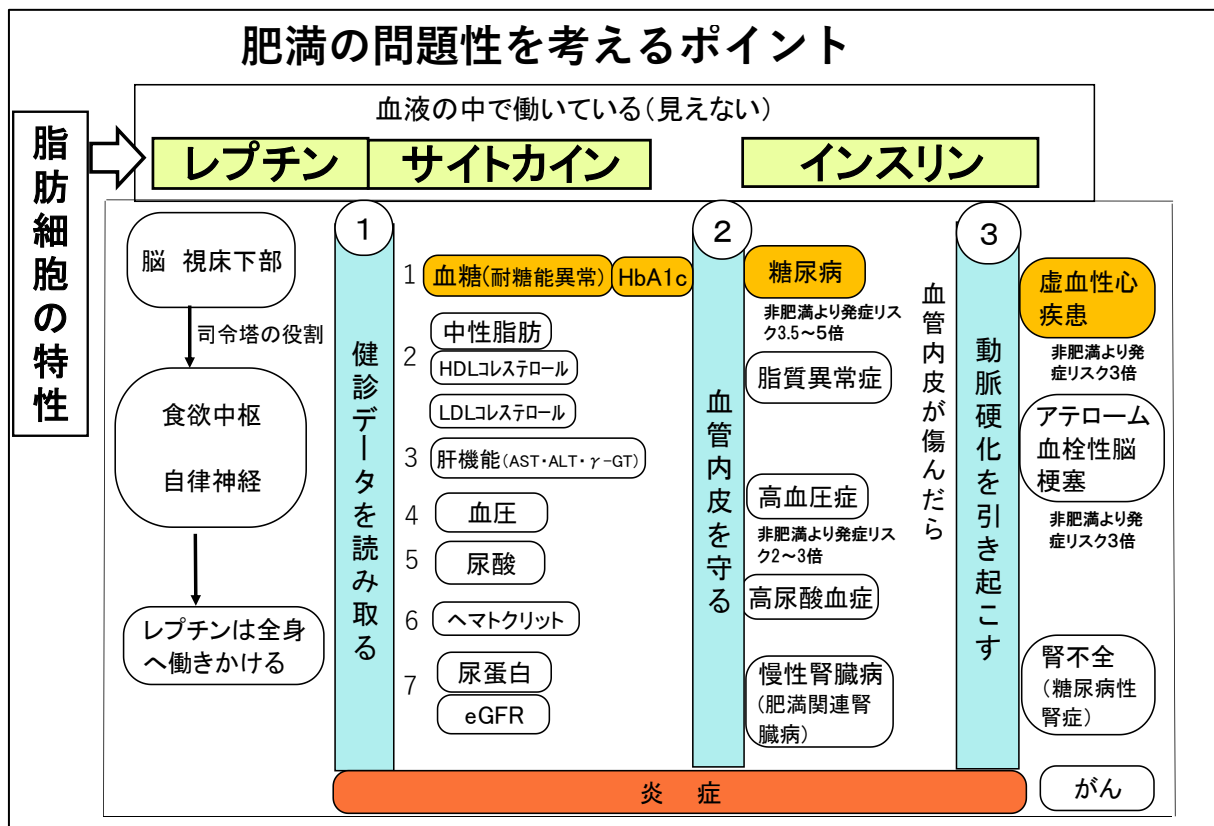 肥満の問題性を考えるポイント
脂肪細胞の特性
血液の中で働いている(見えない)
レプチン
サイトカイン
インスリン
脳 視床下部
司令塔の役割
食欲中枢
自律神経
レプチンは全身
へ働きかける
1
健診データを読み取る
1 血糖(耐糖能異常) HbA1c
2 中性脂肪
HDLコレステロール
LDLコレステロール
3 肝機能(AST・ALT・γ-GT)
4 血圧
5 尿酸
6 ヘマトクリット
7 尿蛋白
eGFR
2
血管内皮を守る
糖尿病
非肥満より発症リス
ク3.5~5倍
脂質異常症
高血圧症
非肥満より発症リス
ク2~3倍
高尿酸血症
慢性腎臓病
(肥満関連腎
臓病)
血管内皮が傷んだら
3
動脈硬化を引き起こす
虚血性心
疾患
非肥満より発
症リスク3倍
アテローム
血栓性脳
梗塞
非肥満より発
症リスク3倍
腎不全
(糖尿病性
腎症)
炎 症
がん